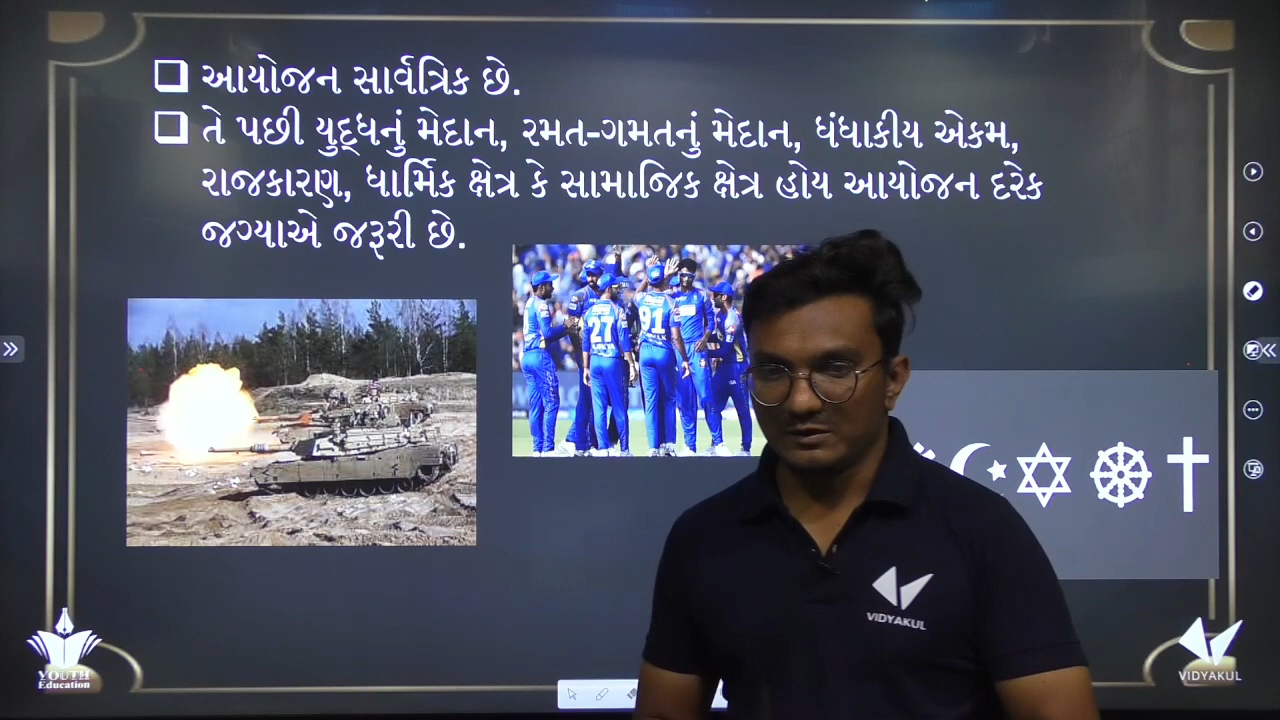 આયોજન સાર્વત્રિક છે.
તે પછી યુદ્ધનું મેદાન, રમત-ગમતનું મેદાન, ધંધાકીય એકમ,
રાજકારણ, ધાર્મિક ક્ષેત્ર કે સામાજિક ક્ષેત્ર હોય આયોજન દરેક
જગ્યાએ જરૂરી છે.
27
91
VIDYAKUL
YOUTH
Education
VIDYAKUL